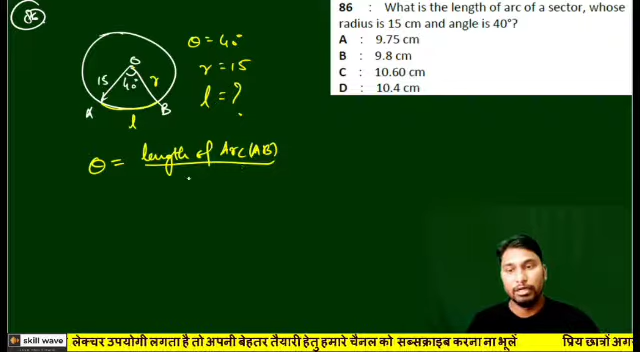 86
86 : What is the length of arc of a sector, whose
radius is 15 cm and angle is 40°?
A : 9.75 cm
B : 9.8 cm
C : 10.60 cm
D : 10.4 cm
θ = 40°
r = 15
l = ?
O
15
40°
r
A
B
l
θ = length of Arc(AB)
skill wave
लेक्चर उपयोगी लगता है तो अपनी बेहतर तैयारी हेतु हमारे चैनल को सब्सक्राइब करना ना भूलें प्रिय छात्रों अग